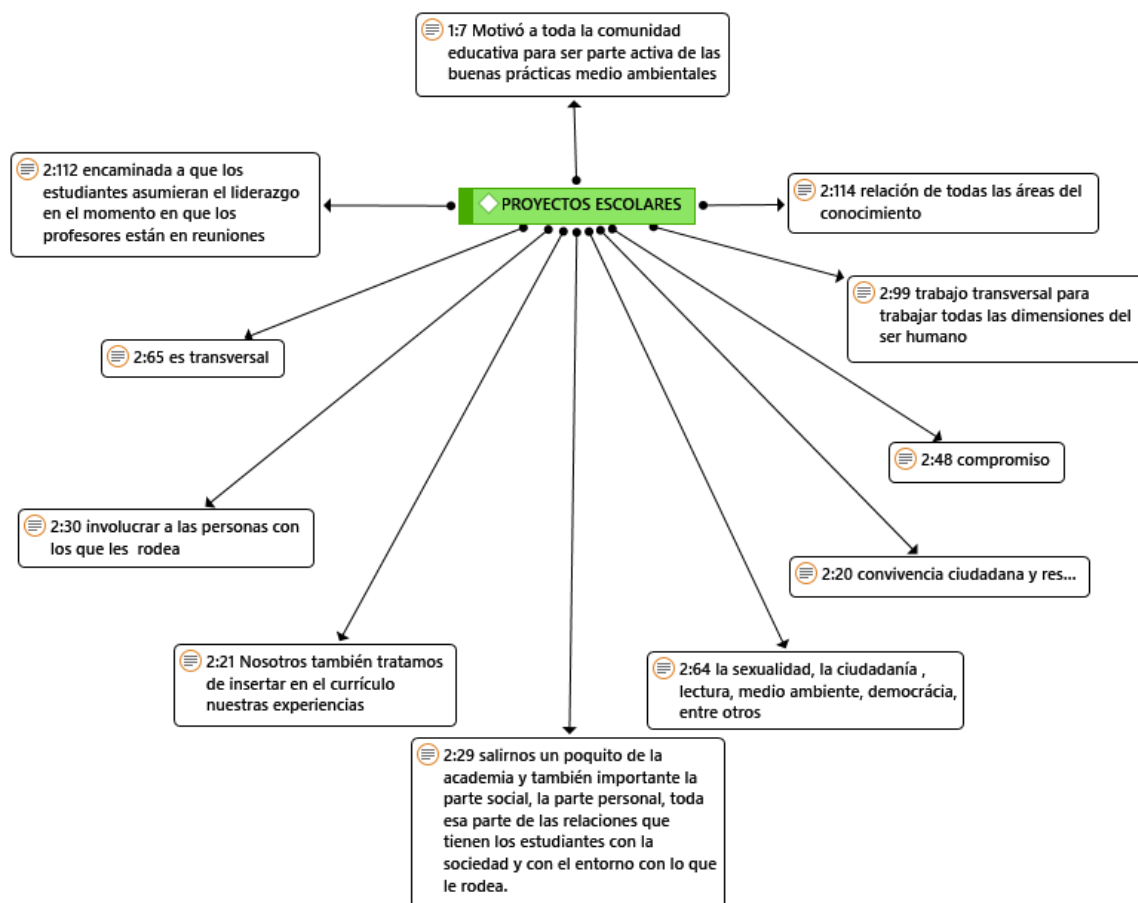 1:7 Motivó a toda la comunidad
educativa para ser parte activa de las
buenas prácticas medio ambientales
2:112 encaminada a que los
estudiantes asumieran el liderazgo
en el momento en que los
profesores están en reuniones
PROYECTOS ESCOLARES
2:114 relación de todas las áreas del
conocimiento
2:99 trabajo transversal para
trabajar todas las dimensiones del
ser humano
2:65 es transversal
2:48 compromiso
2:30 involucrar a las personas con
los que les rodea
2:20 convivencia ciudadana y res...
2:21 Nosotros también tratamos
de insertar en el currículo
nuestras experiencias
2:64 la sexualidad, la ciudadanía ,
lectura, medio ambiente, democrácia,
entre otros
2:29 salirnos un poquito de la
academia y también importante la
parte social, la parte personal, toda
esa parte de las relaciones que
tienen los estudiantes con la
sociedad y con el entorno con lo que
le rodea.